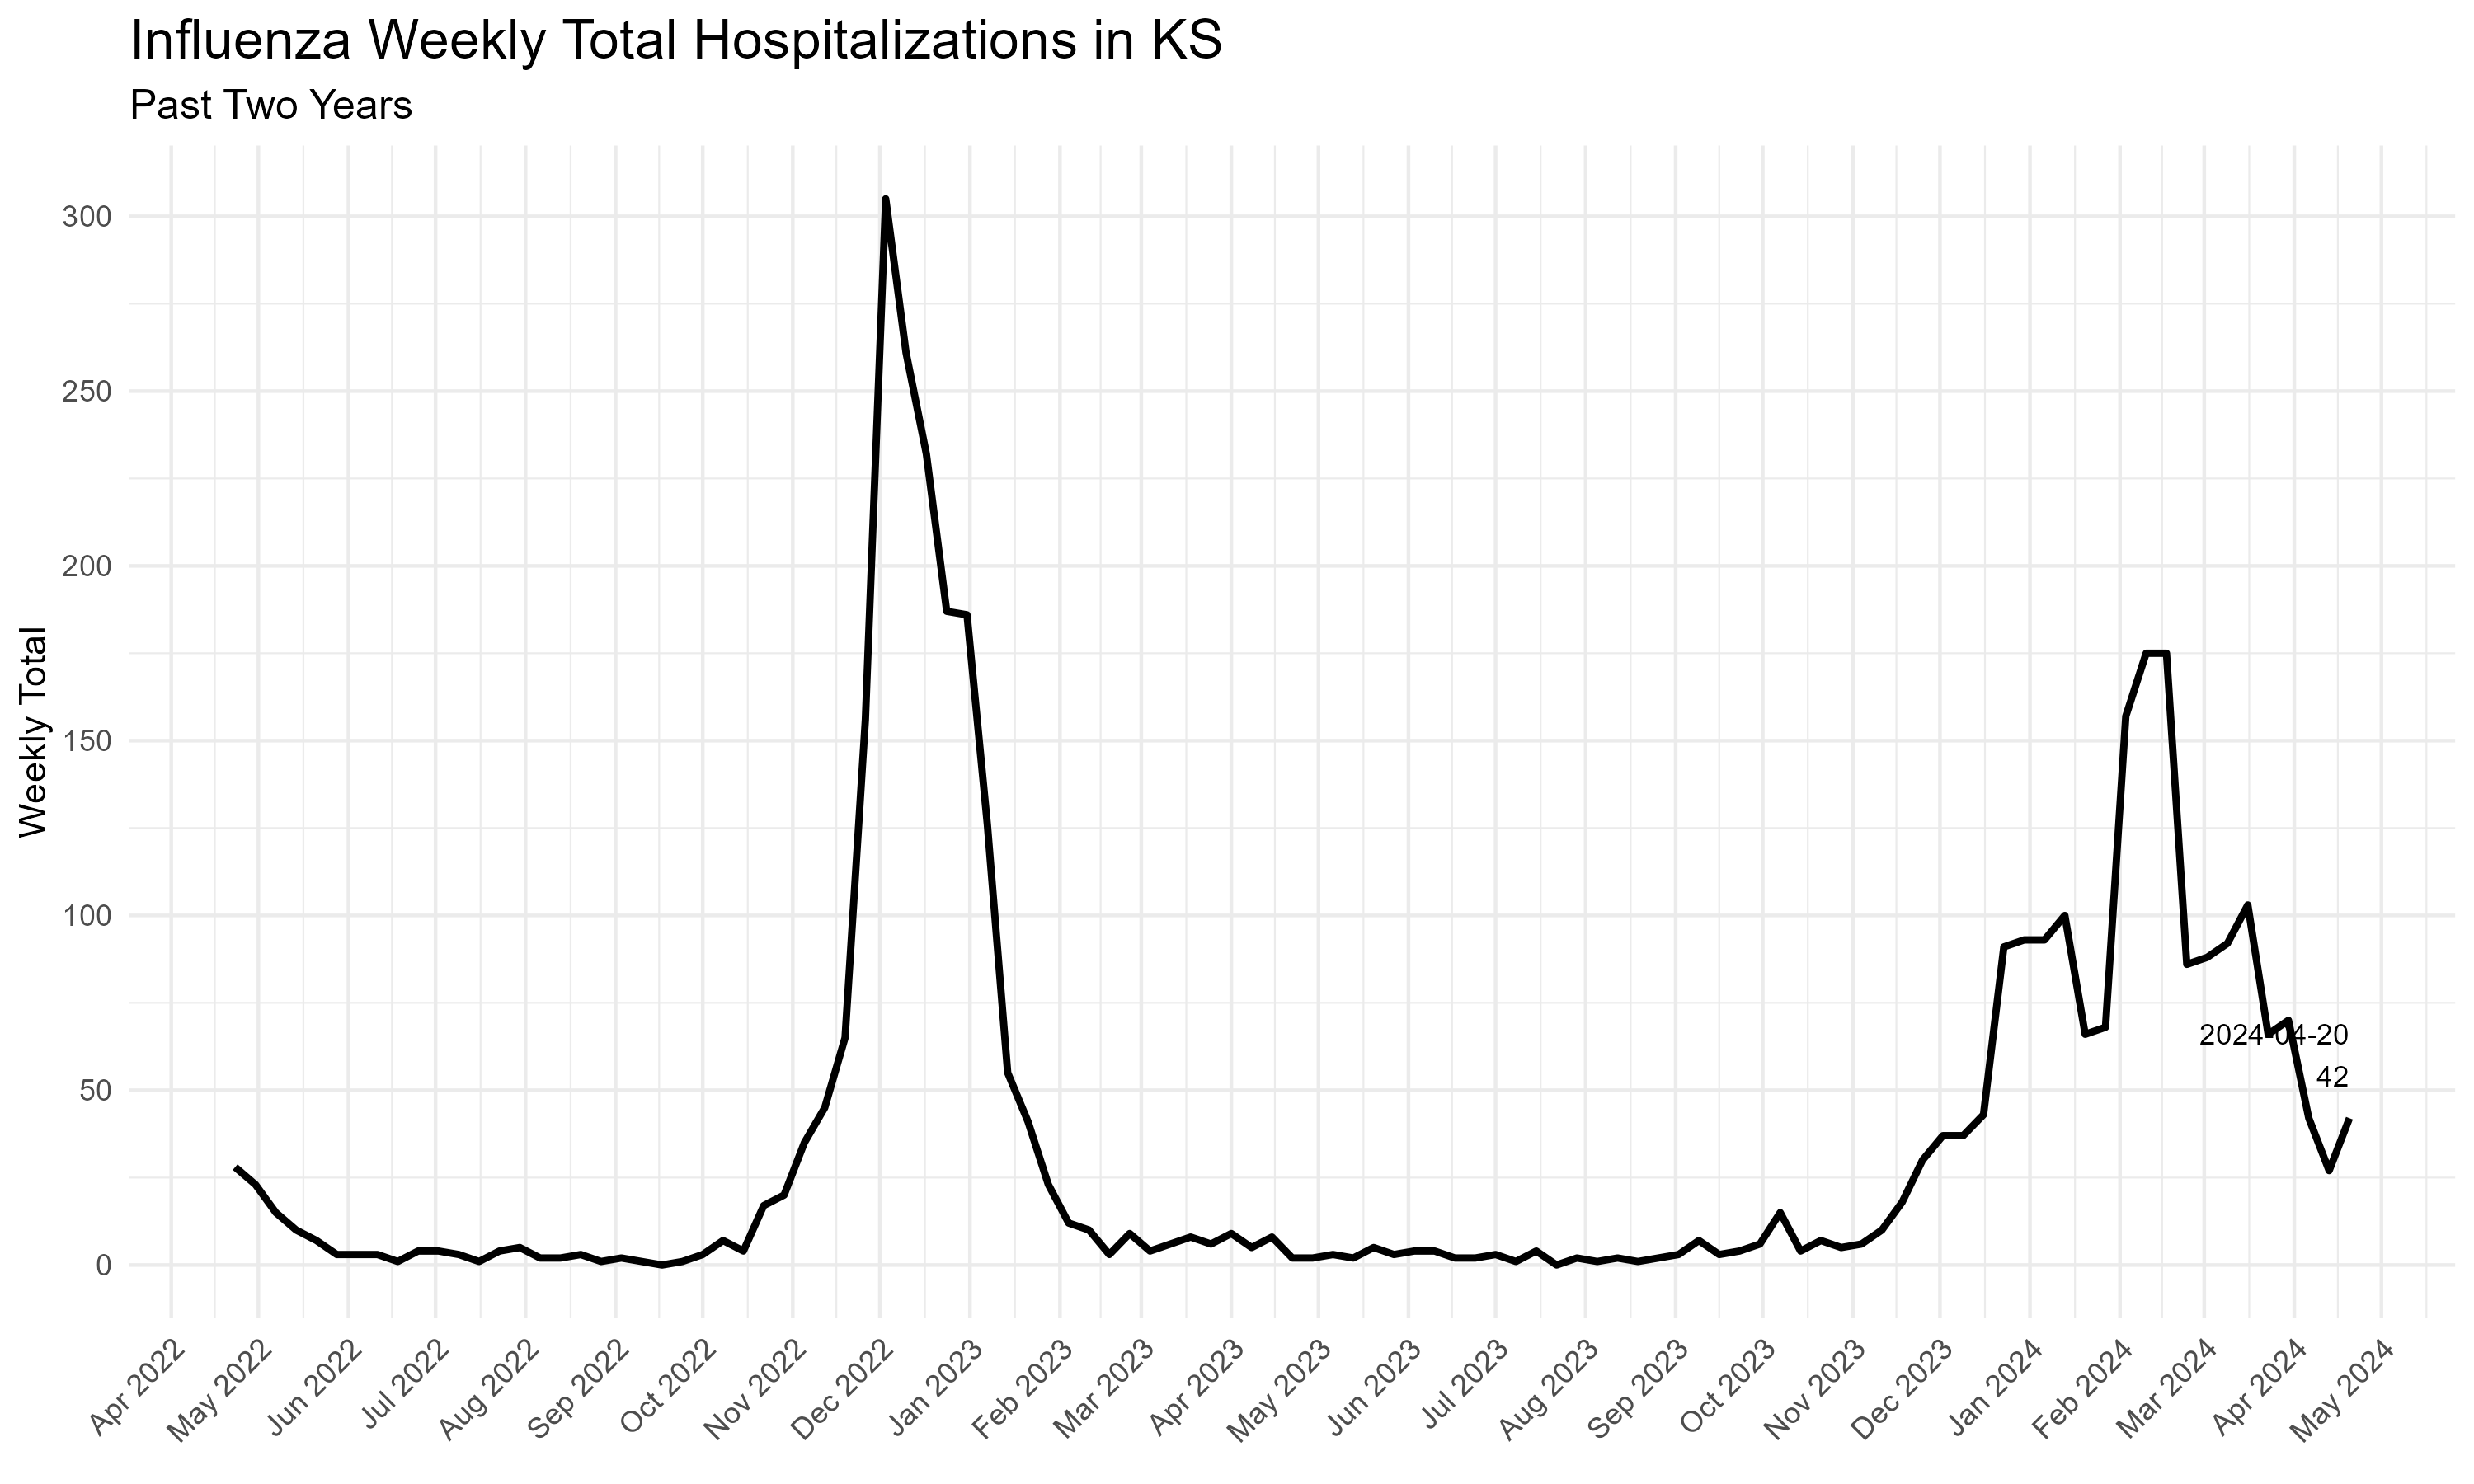 Influenza Weekly Total Hospitalizations in KS
Past Two Years
Weekly Total
300
250
200
150
100
50
0
2024-04-20
42
Apr 2022
May 2022
Jun 2022
Jul 2022
Aug 2022
Sep 2022
Oct 2022
Nov 2022
Dec 2022
Jan 2023
Feb 2023
Mar 2023
Apr 2023
May 2023
Jun 2023
Jul 2023
Aug 2023
Sep 2023
Oct 2023
Nov 2023
Dec 2023
Jan 2024
Feb 2024
Mar 2024
Apr 2024
May 2024